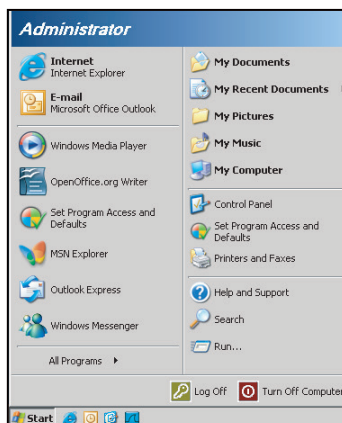 Administrator
Internet
Internet Explorer
E-mail
Microsoft Office Outlook
Windows Media Player
OpenOffice.org Writer
Set Program Access and
Defaults
MSN Explorer
Outlook Express
Windows Messenger
All Programs
My Documents
My Recent Documents
My Pictures
My Music
My Computer
Control Panel
Set Program Access and
Defaults
Printers and Faxes
Help and Support
Search
Run...
Log Off
Turn Off Computer
Start